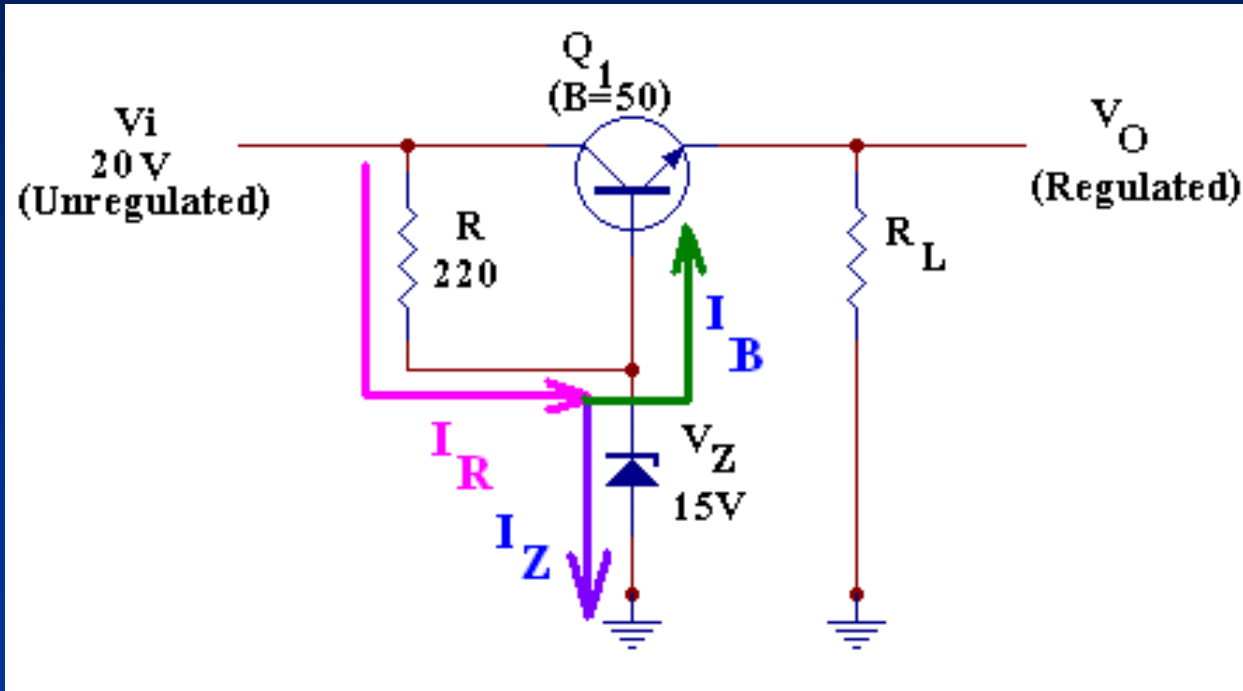 Q1
(B=50)
Vi
20 V
(Unregulated)
VO
(Regulated)
R
220
RL
IB
IR
VZ
15V
IZ